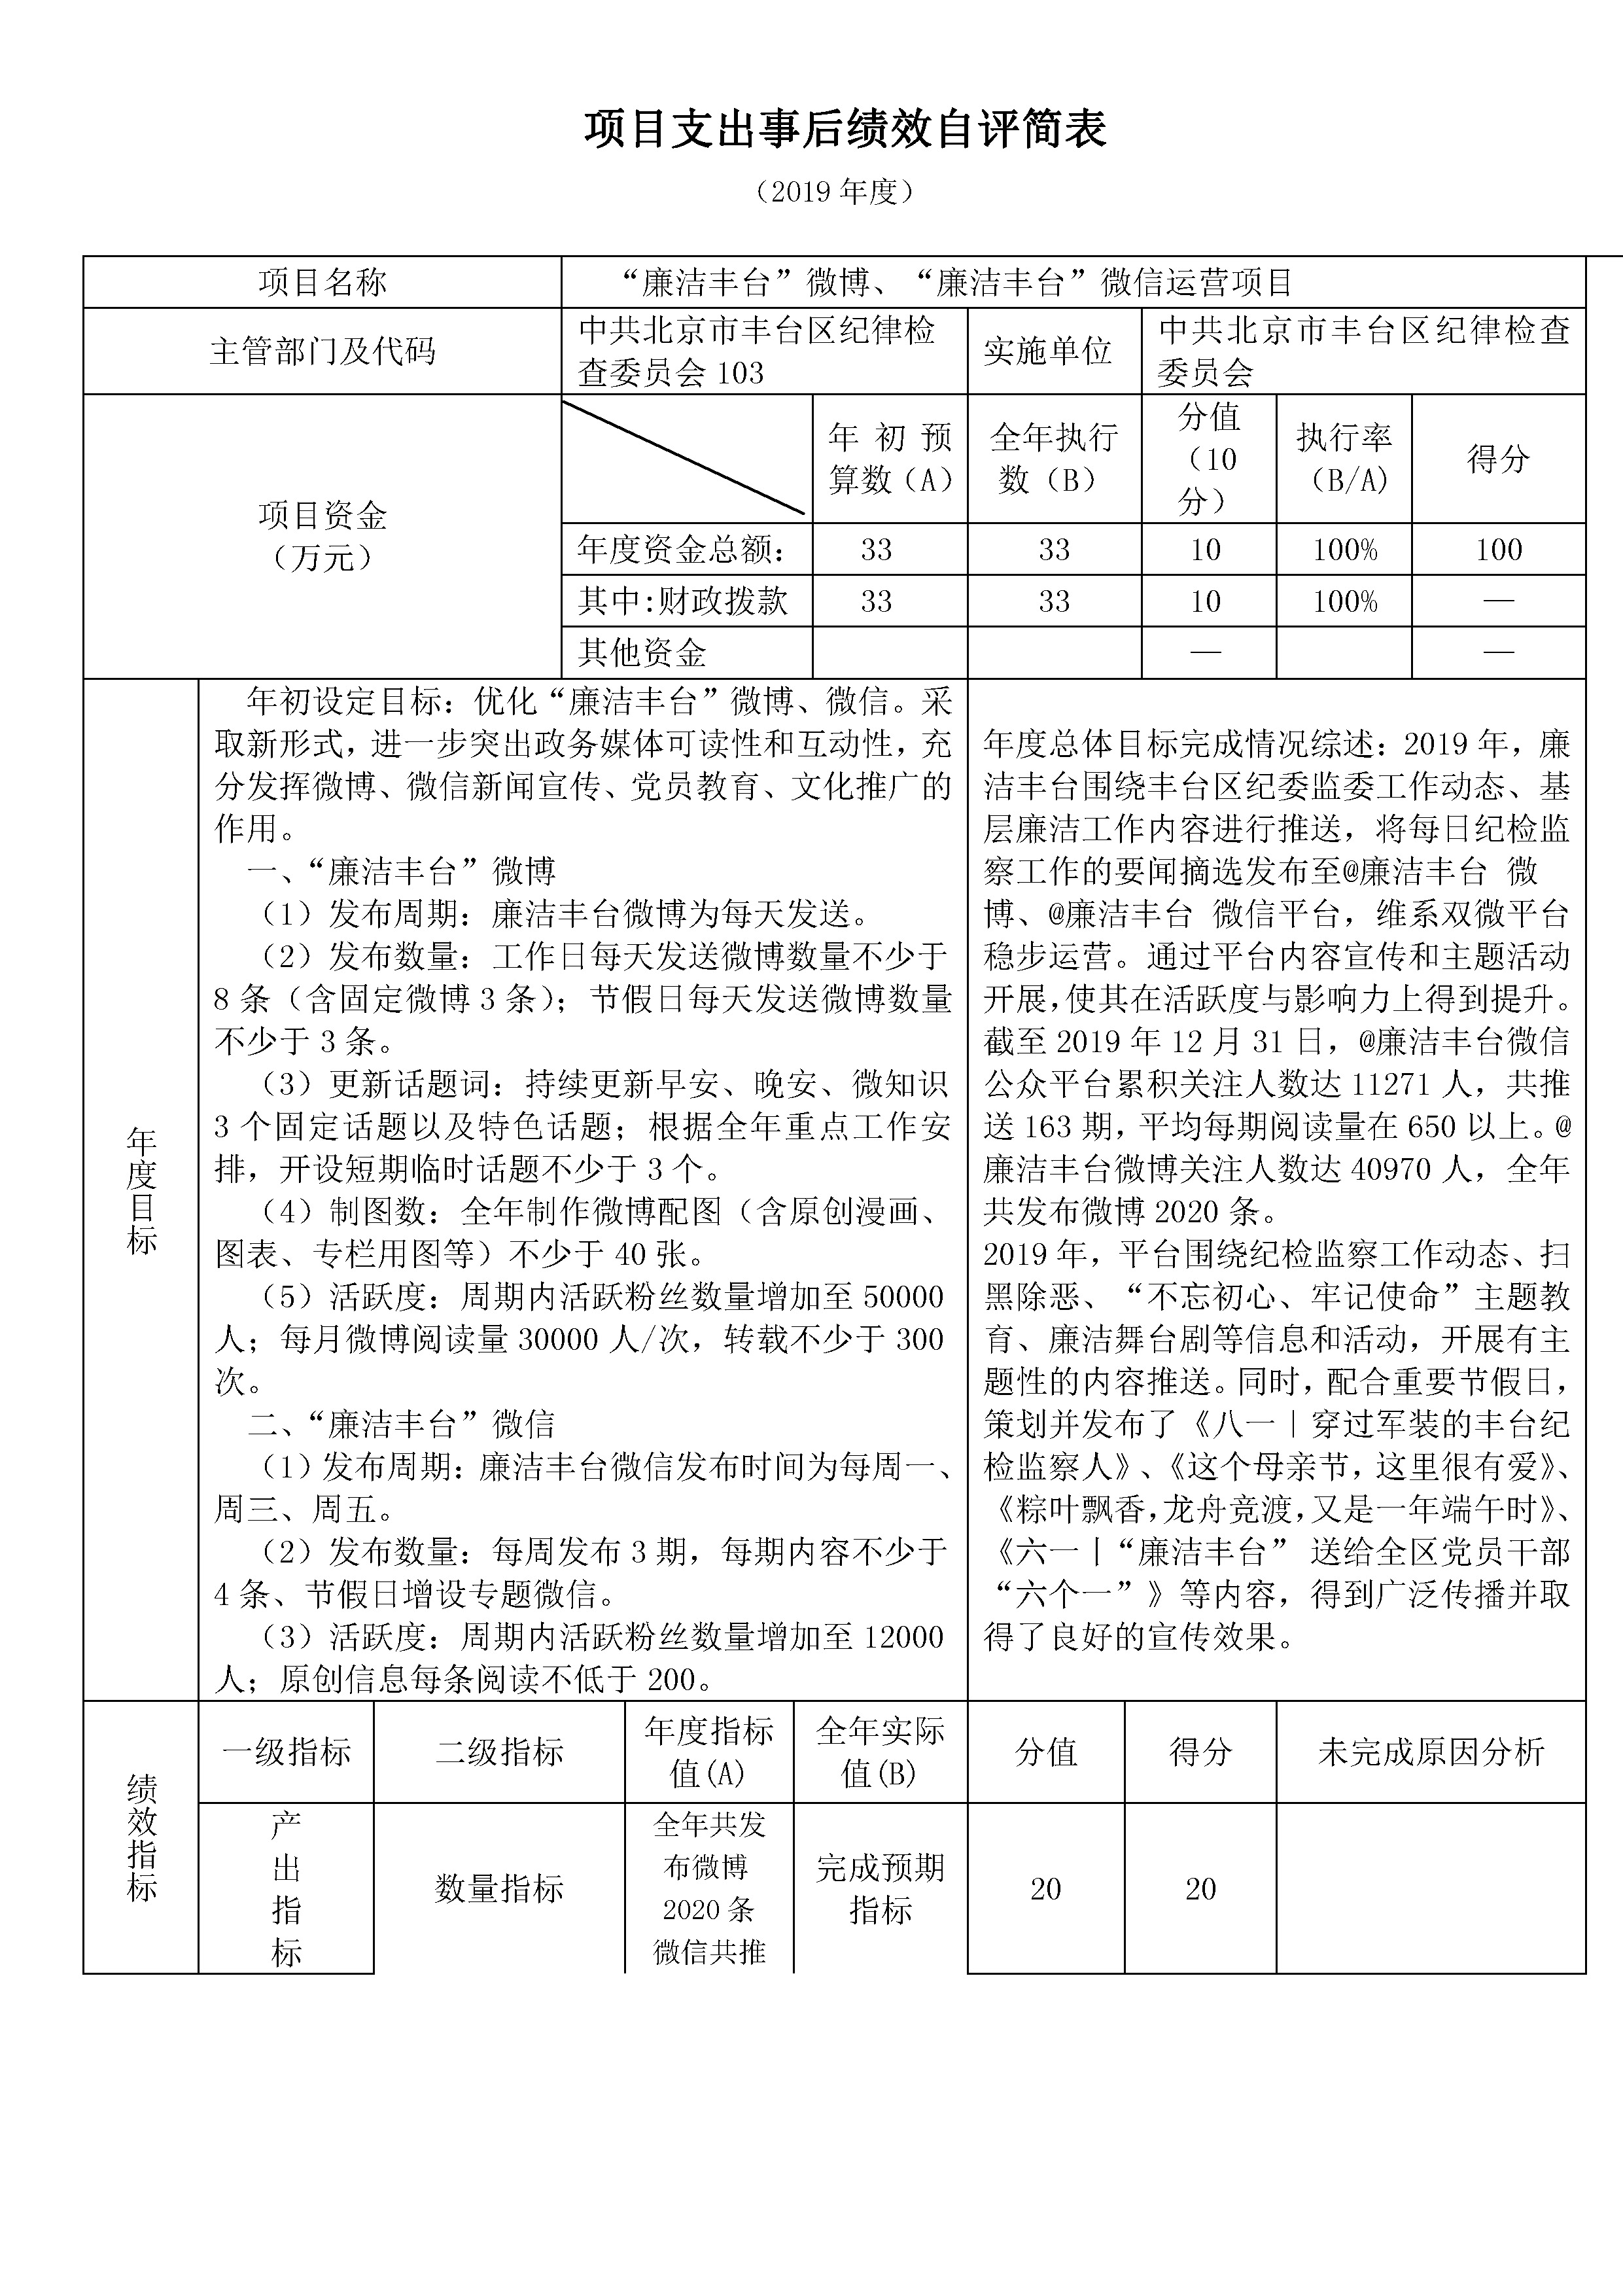 项目支出事后绩效自评简表
（2019 年度）
项目名称
“廉洁丰台”微博、“廉洁丰台”微信运营项目
主管部门及代码
中共北京市丰台区纪律检
查委员会 103
实施单位
中共北京市丰台区纪律检查
委员会
项目资金
（万元）
年 初 预
算数（A）
全年执行
数（B）
分值
（10
分）
执行率
（B/A)
得分
年度资金总额：
33
33
10
100%
100
其中:财政拨款
33
33
10
100%
—
其他资金
—
—
年度目标
年初设定目标：优化“廉洁丰台”微博、微信。采
取新形式，进一步突出政务媒体可读性和互动性，充
分发挥微博、微信新闻宣传、党员教育、文化推广的
作用。
一、“廉洁丰台”微博
（1）发布周期：廉洁丰台微博为每天发送。
（2）发布数量：工作日每天发送微博数量不少于
8 条（含固定微博 3 条）；节假日每天发送微博数量
不少于 3 条。
（3）更新话题词：持续更新早安、晚安、微知识
3 个固定话题以及特色话题；根据全年重点工作安
排，开设短期临时话题不少于 3 个。
（4）制图数：全年制作微博配图（含原创漫画、
图表、专栏用图等）不少于 40 张。
（5）活跃度：周期内活跃粉丝数量增加至 50000
人；每月微博阅读量 30000 人/次，转载不少于 300
次。
二、“廉洁丰台”微信
（1）发布周期：廉洁丰台微信发布时间为每周一、
周三、周五。
（2）发布数量：每周发布 3 期，每期内容不少于
4 条、节假日增设专题微信。
（3）活跃度：周期内活跃粉丝数量增加至 12000
人；原创信息每条阅读不低于 200。
年度总体目标完成情况综述：2019 年，廉
洁丰台围绕丰台区纪委监委工作动态、基
层廉洁工作内容进行推送，将每日纪检监
察工作的要闻摘选发布至@廉洁丰台 微
博、@廉洁丰台 微信平台，维系双微平台
稳步运营。通过平台内容宣传和主题活动
开展，使其在活跃度与影响力上得到提升。
截至 2019 年 12 月 31 日，@廉洁丰台微信
公众平台累积关注人数达 11271 人，共推
送 163 期，平均每期阅读量在 650 以上。@
廉洁丰台微博关注人数达 40970 人，全年
共发布微博 2020 条。
2019 年，平台围绕纪检监察工作动态、扫
黑除恶、“不忘初心、牢记使命”主题教
育、廉洁舞台剧等信息和活动，开展有主
题性的内容推送。同时，配合重要节假日，
策划并发布了《八一｜穿过军装的丰台纪
检监察人》、《这个母亲节，这里很有爱》、
《粽叶飘香，龙舟竞渡，又是一年端午时》、
《六一丨“廉洁丰台” 送给全区党员干部
“六个一”》等内容，得到广泛传播并取
得了良好的宣传效果。
绩效指标
一级指标
二级指标
年度指标
值(A)
全年实际
值(B)
分值
得分
未完成原因分析
产
出
指
标
数量指标
全年共发
布微博
2020 条
微信共推
完成预期
指标
20
20